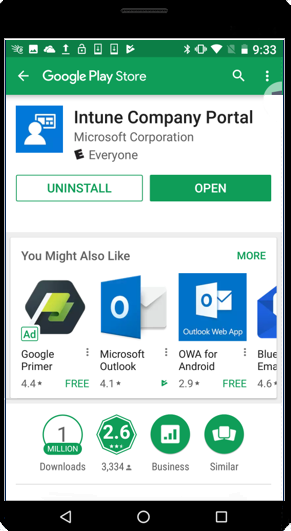 9:33
Google Play Store
Intune Company Portal
Microsoft Corporation
E Everyone
UNINSTALL
OPEN
You Might Also Like
MORE
Ad
Outlook Web App
Google
Primer
Microsoft
Outlook
OWA for
Android
Blue
Ema
4.4★ FREE
4.1★
2.9★ FREE
4.6★
1
MILLION
2.6
Downloads
3,334
Business
Similar